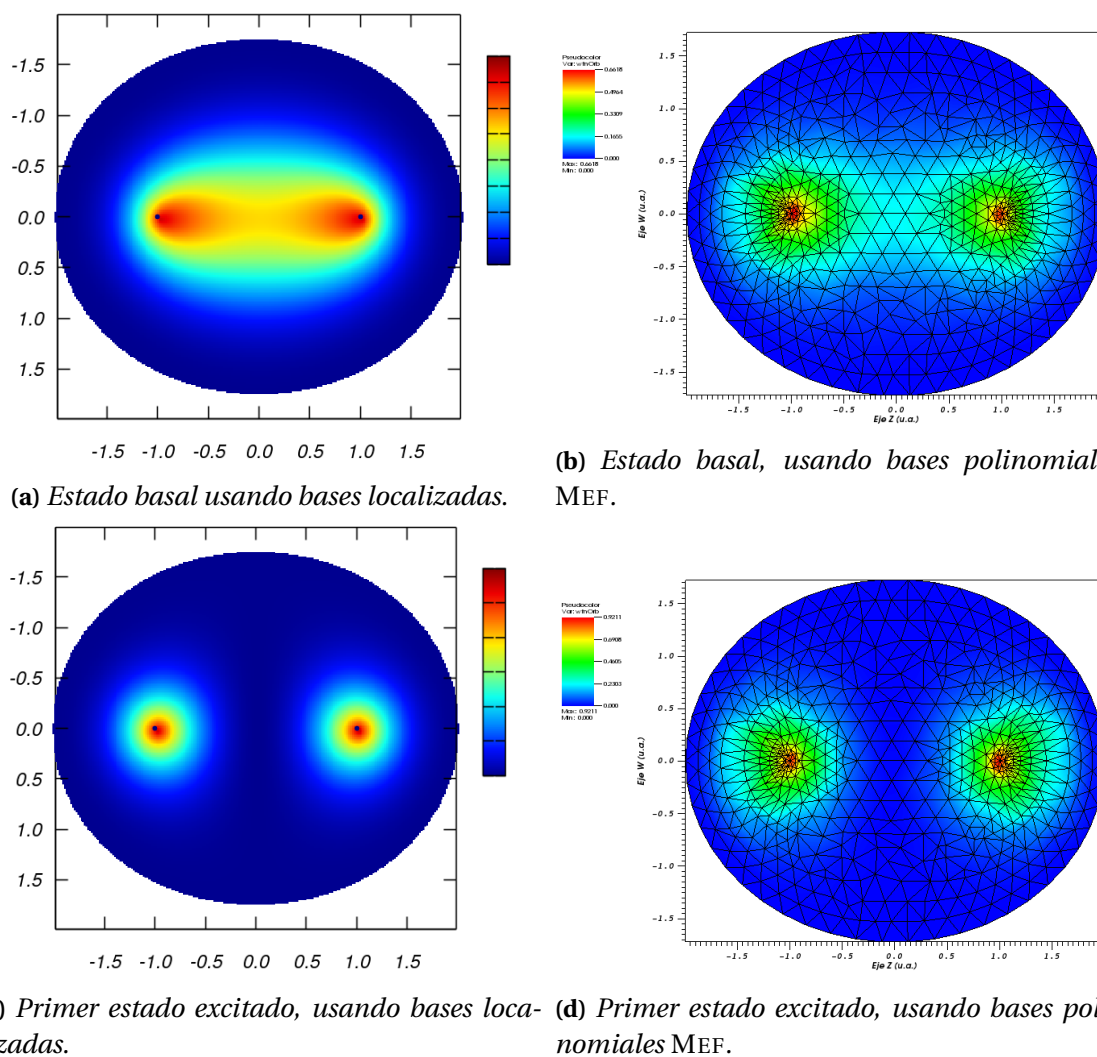 -1.5
-1.0
-0.5
0.0
0.5
1.0
1.5
-1.5 -1.0 -0.5 0.0 0.5 1.0 1.5
(a) Estado basal usando bases localizadas.
Pseudocolor
0.6618
0.4964
0.3309
0.1655
0.000
Max: 0.6618
Min: 0.000
Eje W (u.a.)
1.5
1.0
0.5
0.0
-0.5
-1.0
-1.5
-1.5 -1.0 -0.5 0.0 0.5 1.0 1.5
Eje Z (u.a.)
(b) Estado basal, usando bases polinomial
MEF.
-1.5
-1.0
-0.5
0.0
0.5
1.0
1.5
-1.5 -1.0 -0.5 0.0 0.5 1.0 1.5
) Primer estado excitado, usando bases loca-
zadas.
Pseudocolor
0.9211
0.6908
0.4605
0.2303
0.000
Max: 0.9211
Min: 0.000
Eje W (u.a.)
1.5
1.0
0.5
0.0
-0.5
-1.0
-1.5
-1.5 -1.0 -0.5 0.0 0.5 1.0 1.5
Eje Z (u.a.)
(d) Primer estado excitado, usando bases pol
nomiales MEF.